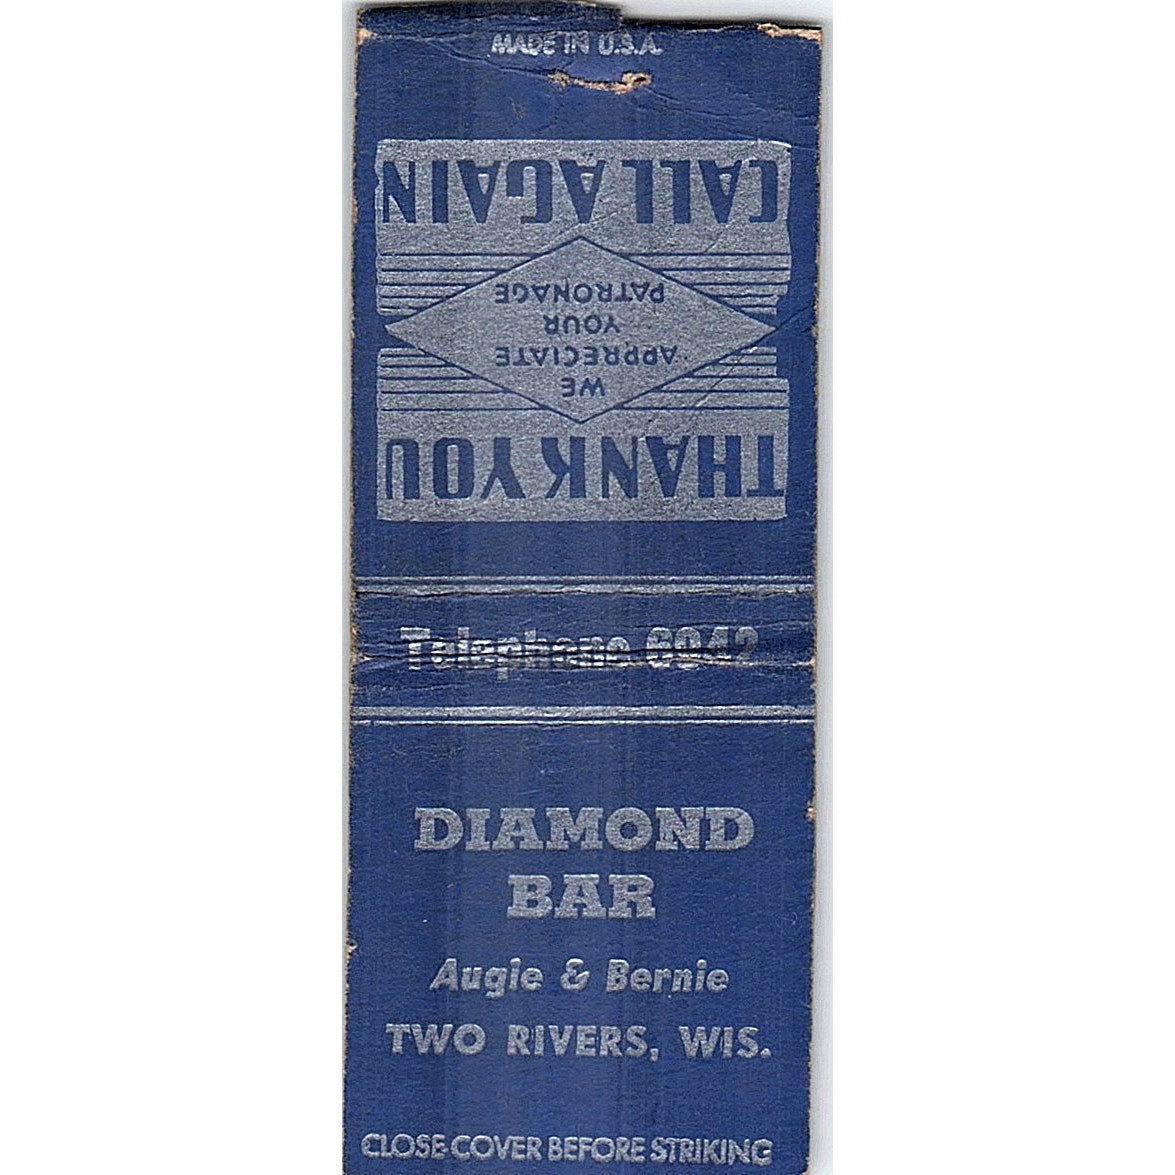 MADE IN U.S.A.
THANK YOU
WE
APPRECIATE
YOUR
PATRONAGE
CALL AGAIN
Telephone 6942
DIAMOND
BAR
Augie & Bernie
TWO RIVERS, WIS.
CLOSE COVER BEFORE STRIKING